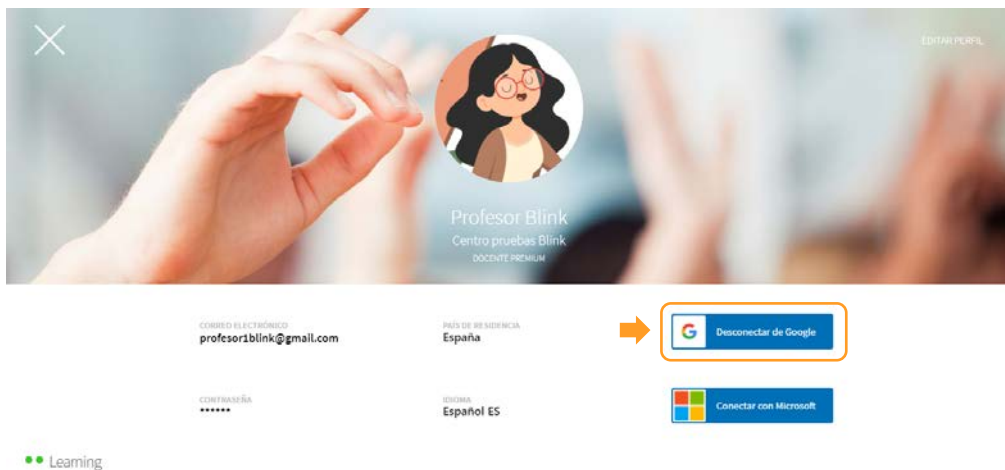 EDITAR PERFIL
Profesor Blink
Centro pruebas Blink
DOCENTE PREMIUM
CORREO ELECTRÓNICO
profesor1blink@gmail.com
PAÍS DE RESIDENCIA
España
Desconectar de Google
CONTRASEÑA
••••••
IDIOMA
Español ES
Conectar con Microsoft
Learning